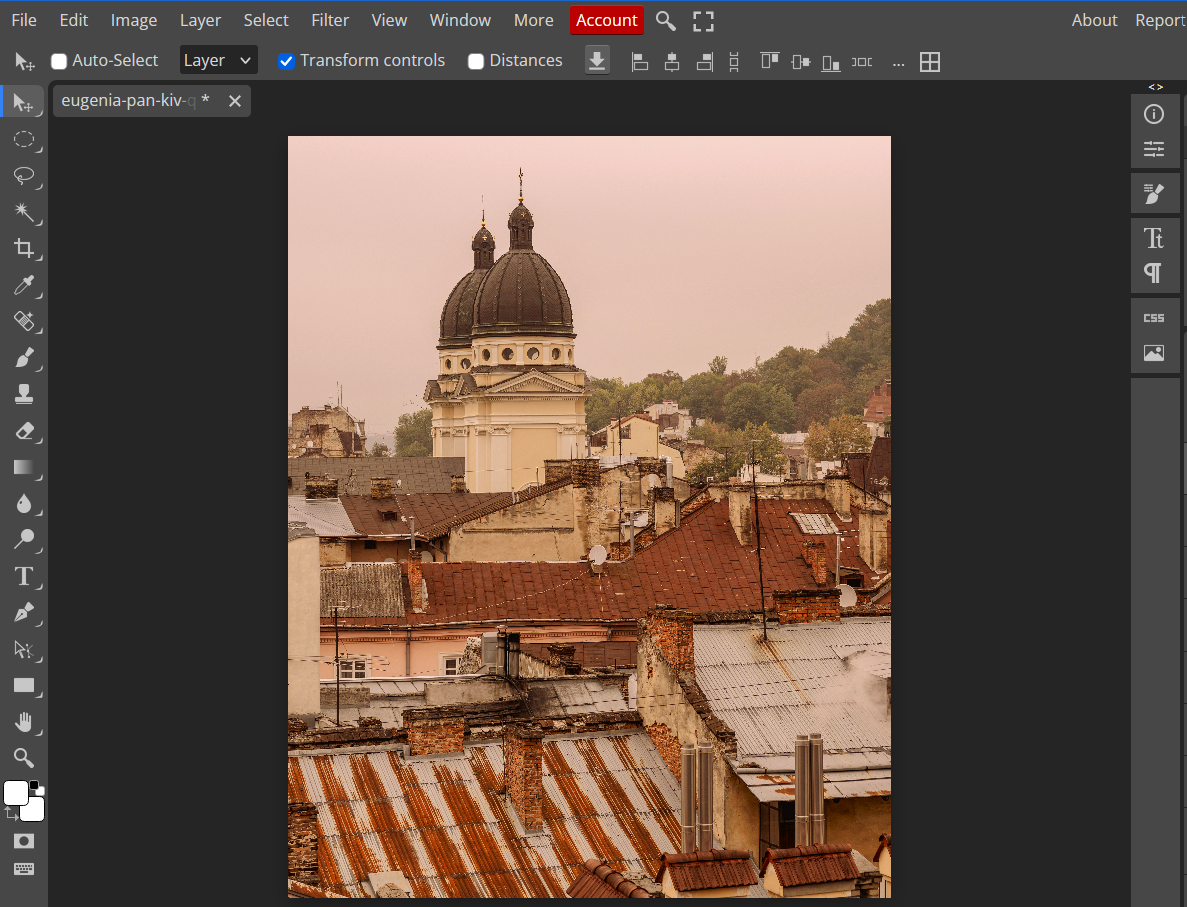 File Edit Image Layer Select Filter View Window More Account About Report
Auto-Select Layer Transform controls Distances ...
eugenia-pan-kiv-q * ✕
< >
Tt
¶
CSS
T